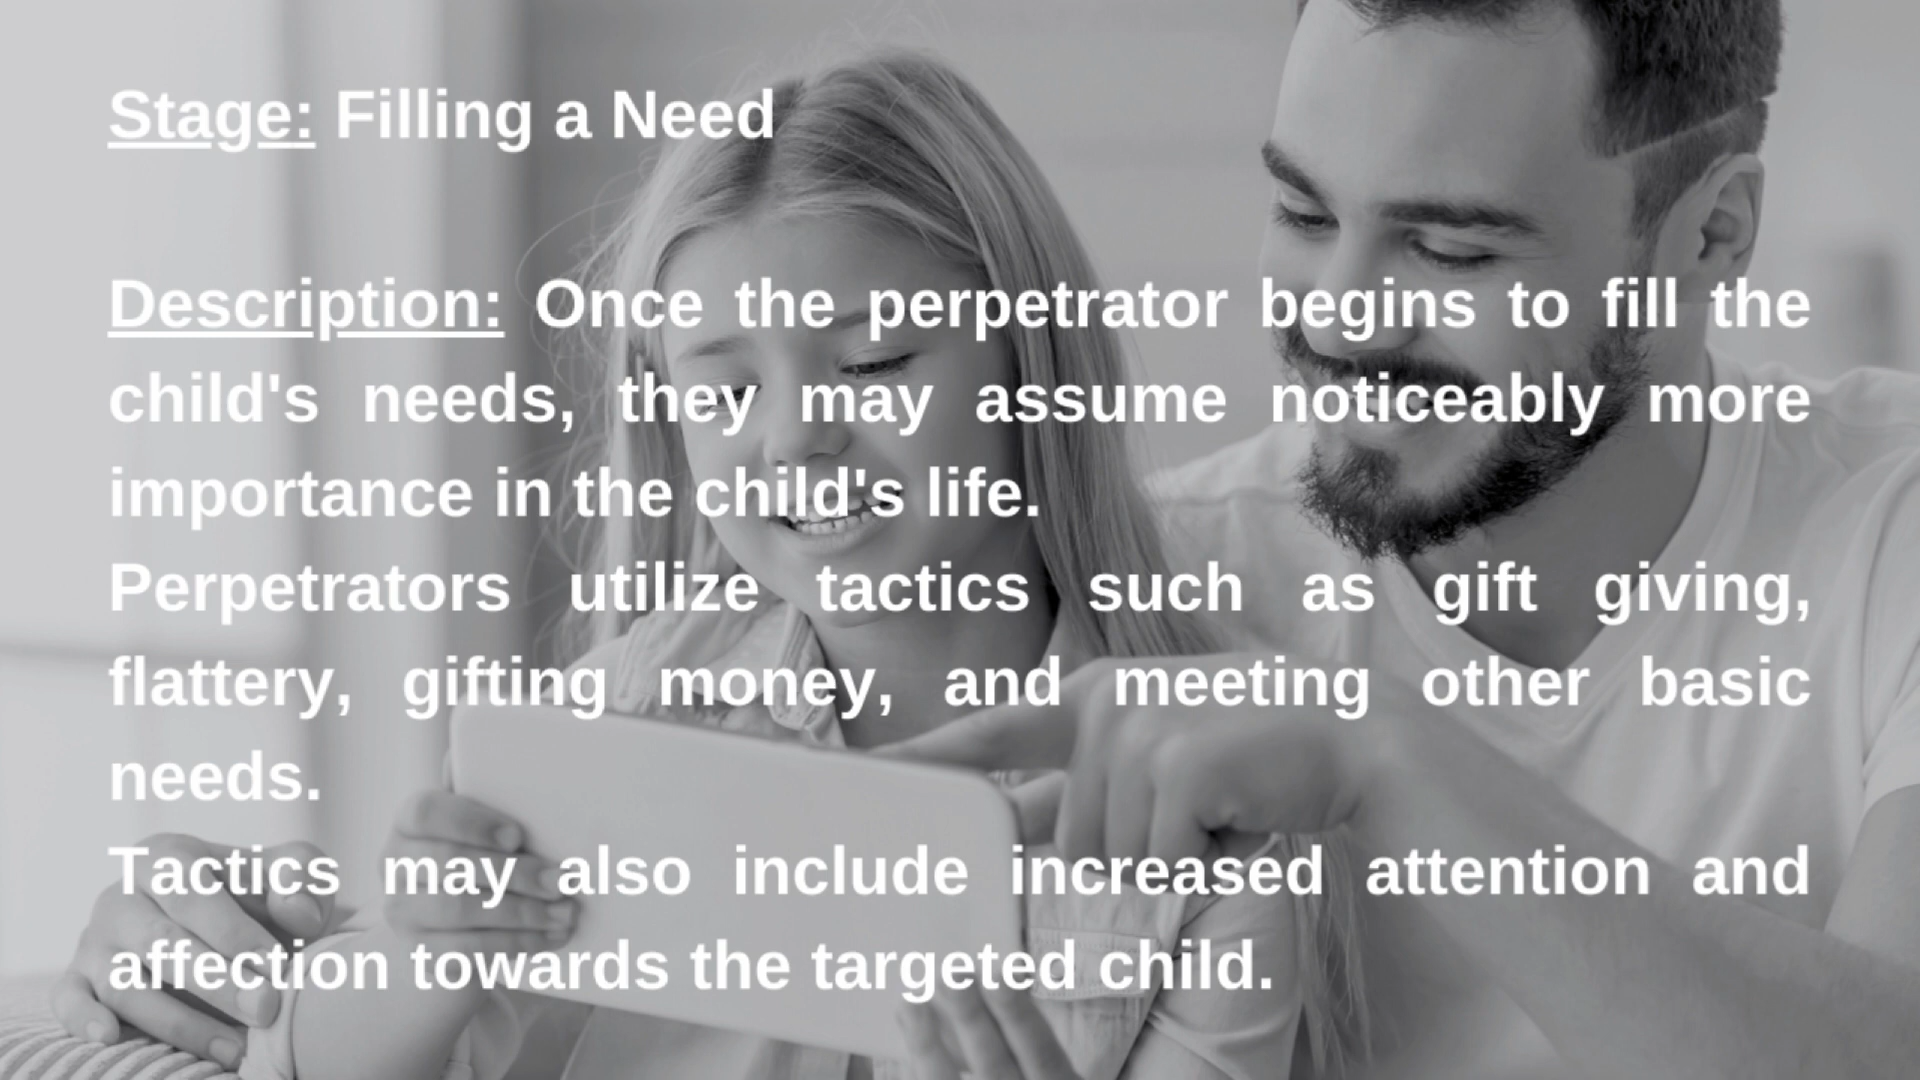 Stage: Filling a Need
Description: Once the perpetrator begins to fill the
child's needs, they may assume noticeably more
importance in the child's life.
Perpetrators utilize tactics such as gift giving,
flattery, gifting money, and meeting other basic
needs.
Tactics may also include increased attention and
affection towards the targeted child.